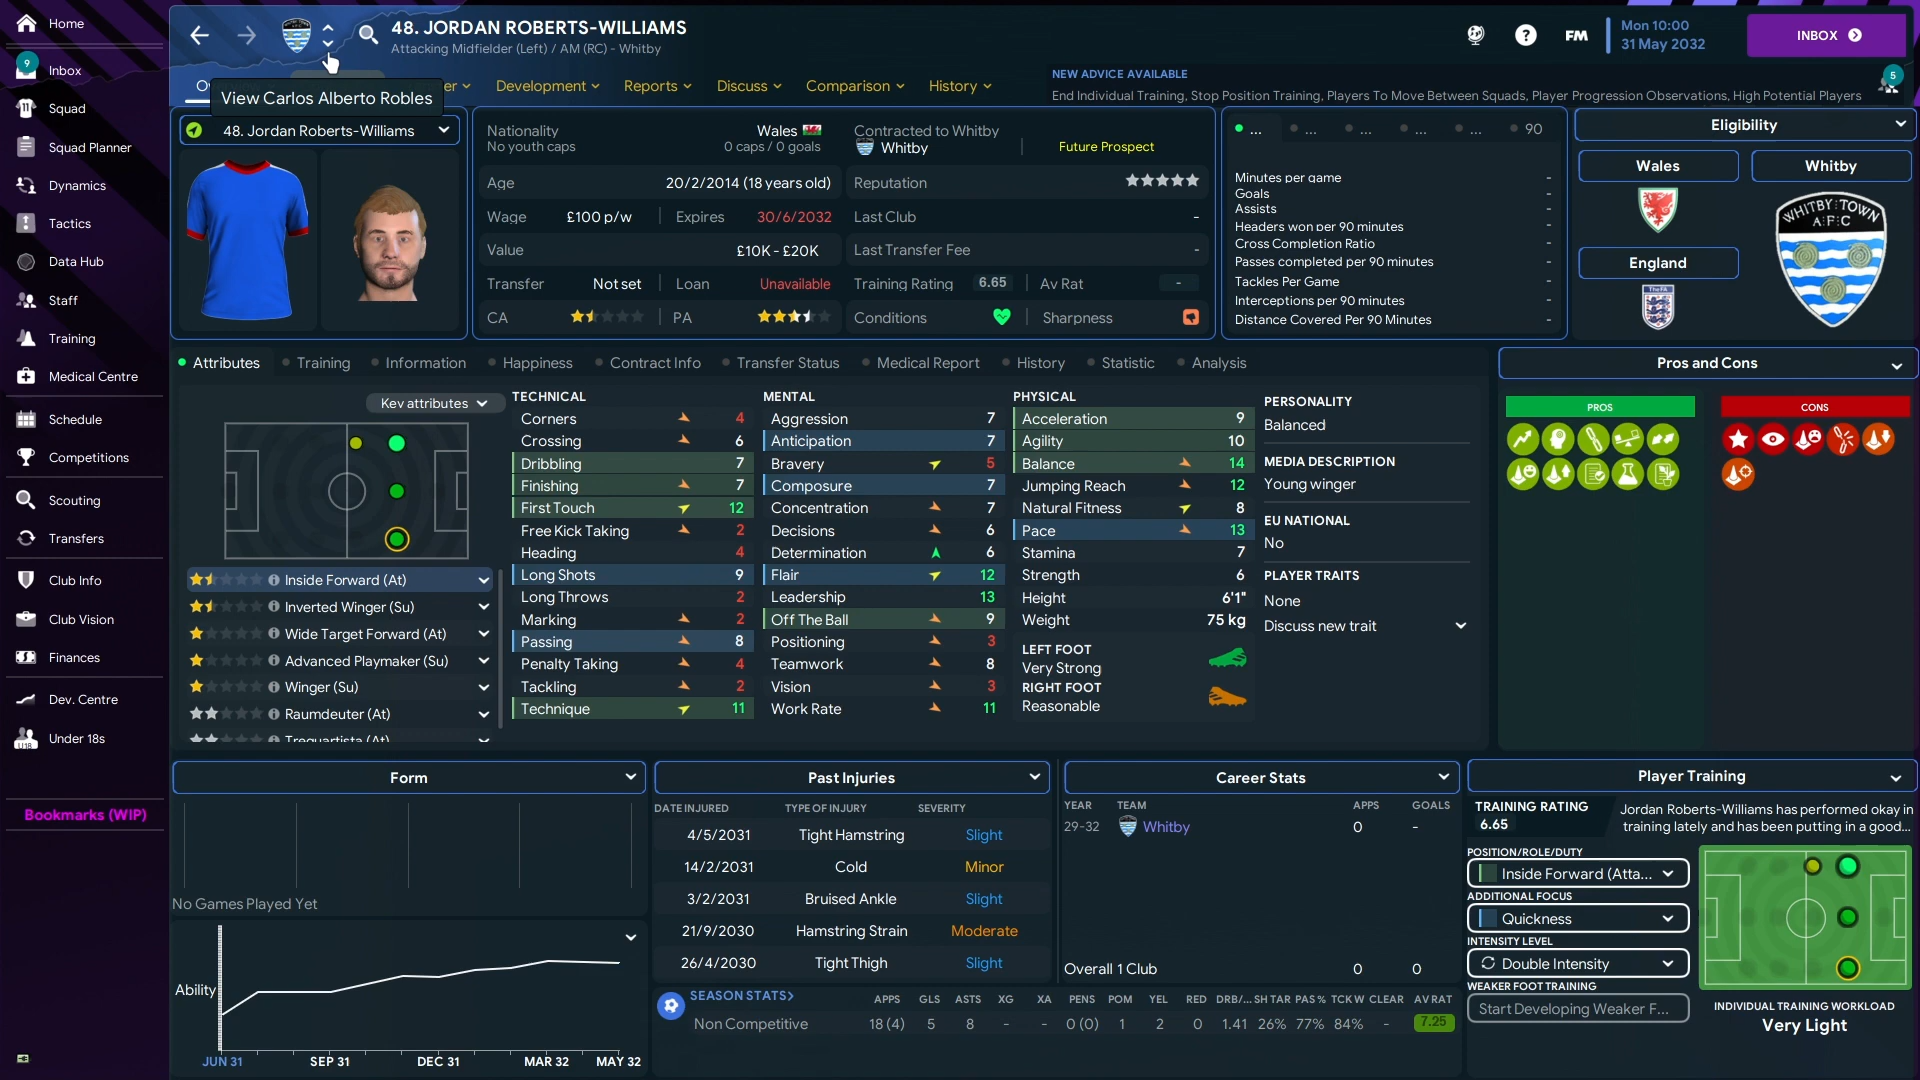 Home
9
Inbox
Squad
Squad Planner
Dynamics
Tactics
Data Hub
Staff
Training
Medical Centre
Schedule
Competitions
Scouting
Transfers
Club Info
Club Vision
Finances
Dev. Centre
Under 18s
Bookmarks (WIP)
48. JORDAN ROBERTS-WILLIAMS
Attacking Midfielder (Left) / AM (RC) - Whitby
? FM
Mon 10:00
31 May 2032
INBOX
View Carlos Alberto Robles
Development Reports Discuss Comparison History
NEW ADVICE AVAILABLE
End Individual Training, Stop Position Training, Players To Move Between Squads, Player Progression Observations, High Potential Players
5
48. Jordan Roberts-Williams
Nationality Wales
No youth caps 0 caps / 0 goals
Age 20/2/2014 (18 years old)
Wage £100 p/w Expires 30/6/2032
Value £10K - £20K
Transfer Not set Loan Unavailable
CA PA
Contracted to Whitby
Whitby Future Prospect
Reputation
Last Club -
Last Transfer Fee -
Training Rating 6.65 Av Rat -
Conditions Sharpness
... ... ... ... ... 90
Minutes per game -
Goals -
Assists -
Headers won per 90 minutes -
Cross Completion Ratio -
Passes completed per 90 minutes -
Tackles Per Game -
Interceptions per 90 minutes -
Distance Covered Per 90 Minutes -
Eligibility
Wales Whitby
England
WHITBY TOWN
A.F.C
Attributes Training Information Happiness Contract Info Transfer Status Medical Report History Statistic Analysis
Key attributes
Inside Forward (At)
Inverted Winger (Su)
Wide Target Forward (At)
Advanced Playmaker (Su)
Winger (Su)
Raumdeuter (At)
Trequartista (At)
TECHNICAL
Corners 4
Crossing 6
Dribbling 7
Finishing 7
First Touch 12
Free Kick Taking 2
Heading 4
Long Shots 9
Long Throws 2
Marking 2
Passing 8
Penalty Taking 4
Tackling 2
Technique 11
MENTAL
Aggression 7
Anticipation 7
Bravery 5
Composure 7
Concentration 7
Decisions 6
Determination 6
Flair 12
Leadership 13
Off The Ball 9
Positioning 3
Teamwork 8
Vision 3
Work Rate 11
PHYSICAL
Acceleration 9
Agility 10
Balance 14
Jumping Reach 12
Natural Fitness 8
Pace 13
Stamina 7
Strength 6
Height 6'1"
Weight 75 kg
LEFT FOOT
Very Strong
RIGHT FOOT
Reasonable
PERSONALITY
Balanced
MEDIA DESCRIPTION
Young winger
EU NATIONAL
No
PLAYER TRAITS
None
Discuss new trait
Pros and Cons
PROS CONS
Form
No Games Played Yet
Ability
JUN 31 SEP 31 DEC 31 MAR 32 MAY 32
Past Injuries
DATE INJURED TYPE OF INJURY SEVERITY
4/5/2031 Tight Hamstring Slight
14/2/2031 Cold Minor
3/2/2031 Bruised Ankle Slight
21/9/2030 Hamstring Strain Moderate
26/4/2030 Tight Thigh Slight
Career Stats
YEAR TEAM APPS GOALS
29-32 Whitby 0 -
Overall 1 Club 0 0
SEASON STATS> APPS GLS ASTS XG XA PENS POM YEL RED DRB/... SH TAR PAS % TCK W CLEAR AV RAT
Non Competitive 18 (4) 5 8 - - 0 (0) 1 2 0 1.41 26% 77% 84% - 7.25
Player Training
TRAINING RATING
6.65
Jordan Roberts-Williams has performed okay in
training lately and has been putting in a good...
POSITION/ROLE/DUTY
Inside Forward (Atta...
ADDITIONAL FOCUS
Quickness
INTENSITY LEVEL
Double Intensity
WEAKER FOOT TRAINING
Start Developing Weaker F...
INDIVIDUAL TRAINING WORKLOAD
Very Light